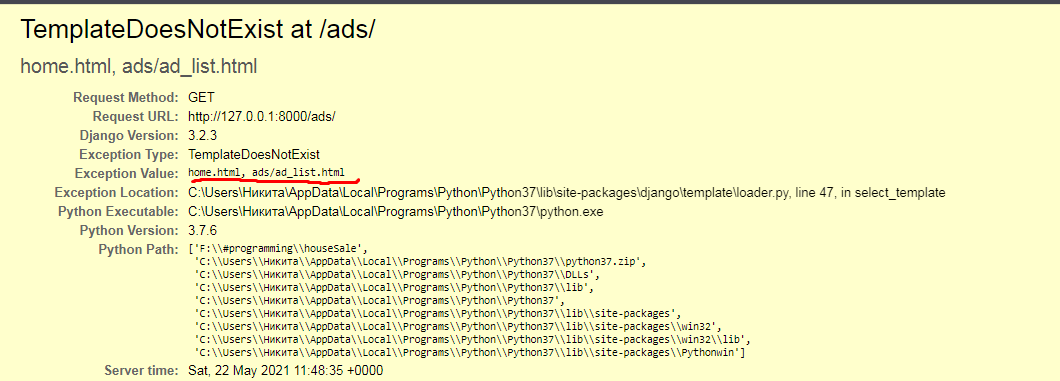 TemplateDoesNotExist at /ads/
home.html, ads/ad_list.html
Request Method: GET
Request URL: http://127.0.0.1:8000/ads/
Django Version: 3.2.3
Exception Type: TemplateDoesNotExist
Exception Value: home.html, ads/ad_list.html
Exception Location: C:\Users\Никита\AppData\Local\Programs\Python\Python37\lib\site-packages\django\template\loader.py, line 47, in select_template
Python Executable: C:\Users\Никита\AppData\Local\Programs\Python\Python37\python.exe
Python Version: 3.7.6
Python Path: ['F:\\#programming\\houseSale',
'C:\\Users\\Никита\\AppData\\Local\\Programs\\Python\\Python37\\python37.zip',
'C:\\Users\\Никита\\AppData\\Local\\Programs\\Python\\Python37\\DLLs',
'C:\\Users\\Никита\\AppData\\Local\\Programs\\Python\\Python37\\lib',
'C:\\Users\\Никита\\AppData\\Local\\Programs\\Python\\Python37',
'C:\\Users\\Никита\\AppData\\Local\\Programs\\Python\\Python37\\lib\\site-packages',
'C:\\Users\\Никита\\AppData\\Local\\Programs\\Python\\Python37\\lib\\site-packages\\win32',
'C:\\Users\\Никита\\AppData\\Local\\Programs\\Python\\Python37\\lib\\site-packages\\win32\\lib',
'C:\\Users\\Никита\\AppData\\Local\\Programs\\Python\\Python37\\lib\\site-packages\\Pythonwin']
Server time: Sat, 22 May 2021 11:48:35 +0000